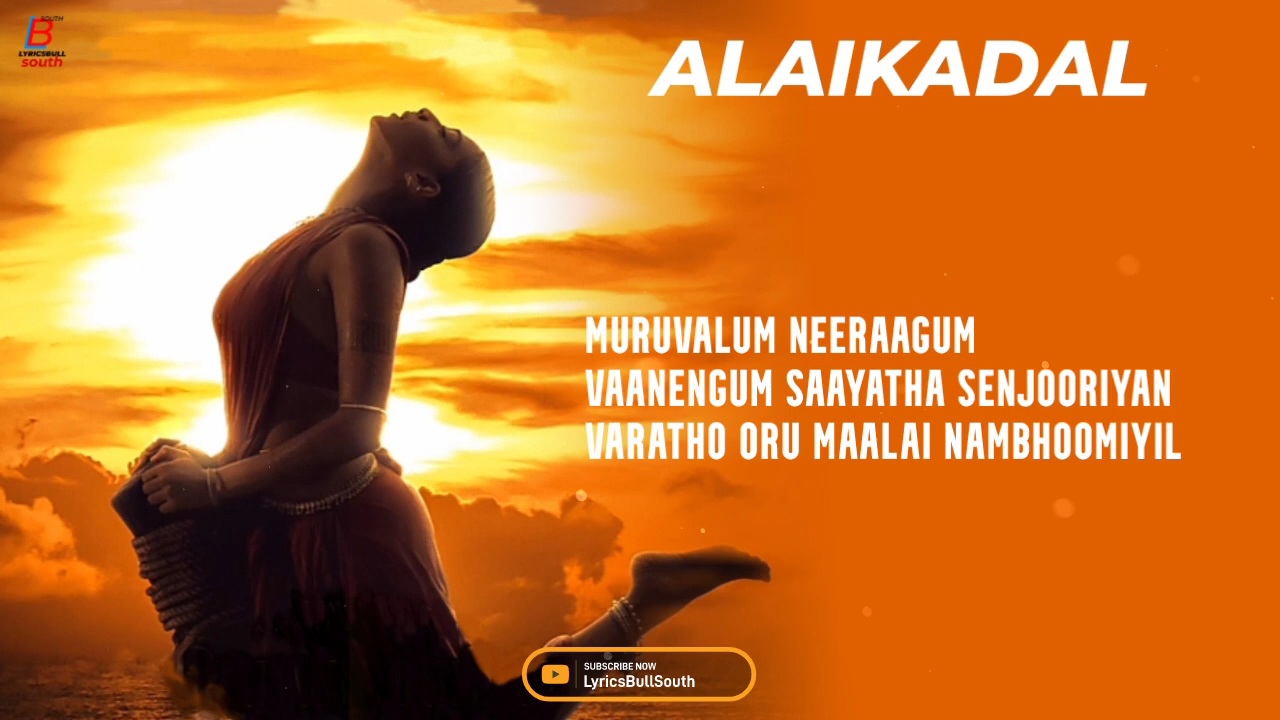 SOUTH
B
LYRICSBULL
south
ALAIKADAL
MURUVALUM NEERAAGUM
VAANENGUM SAAYATHA SENJOORIYAN
VARATHO ORU MAALAI NAMBHOOMIYIL
SUBSCRIBE NOW
LyricsBullSouth